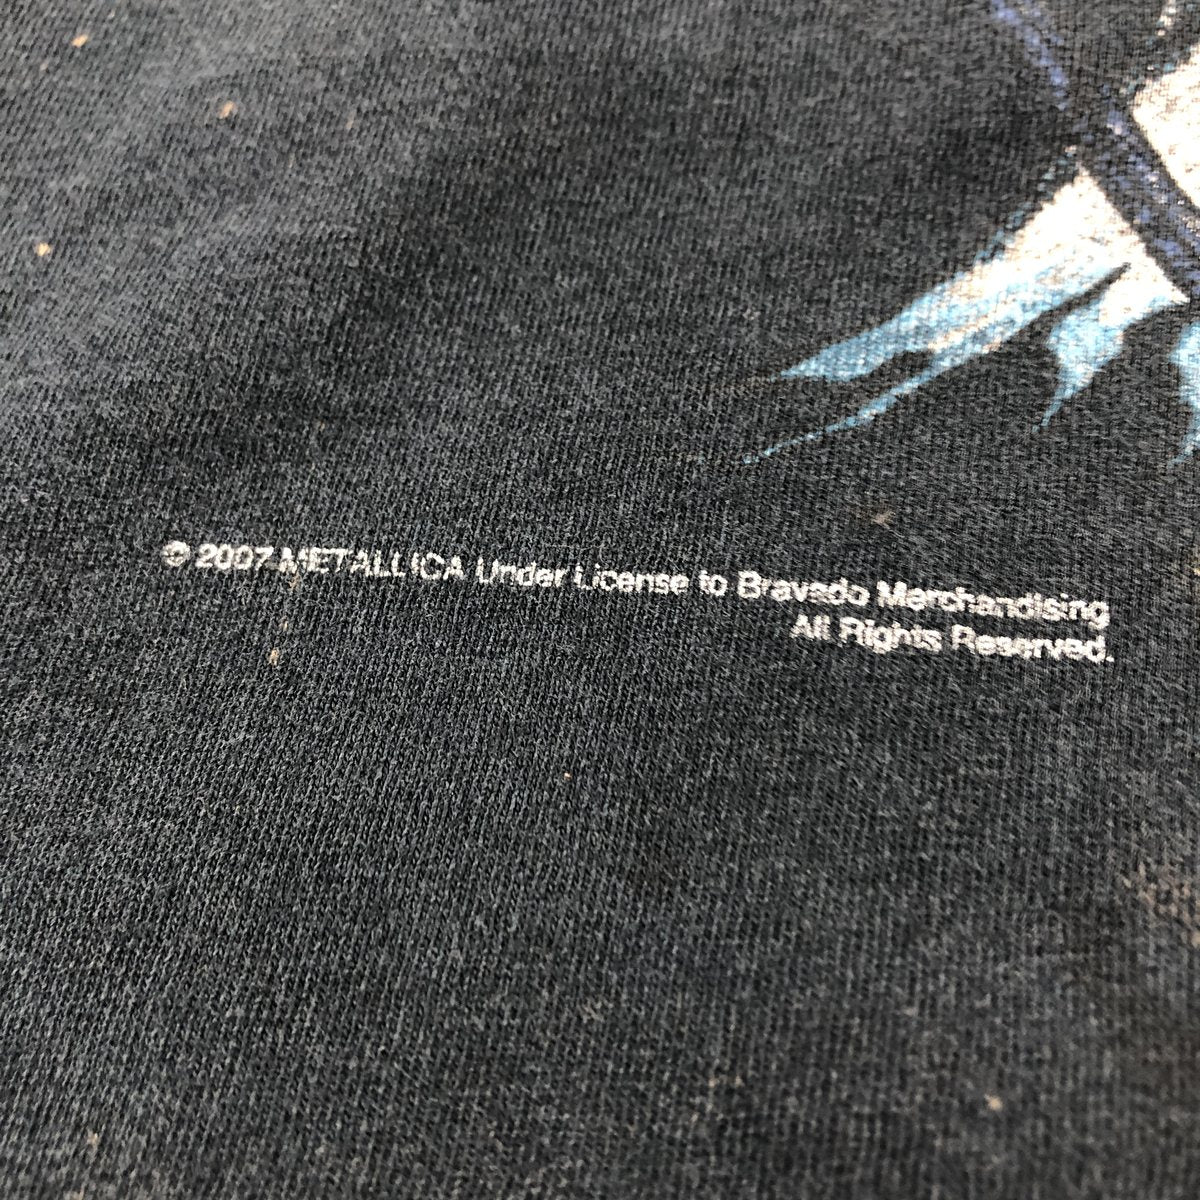 © 2007 METALLICA Under License to Bravado Merchandising
All Rights Reserved.